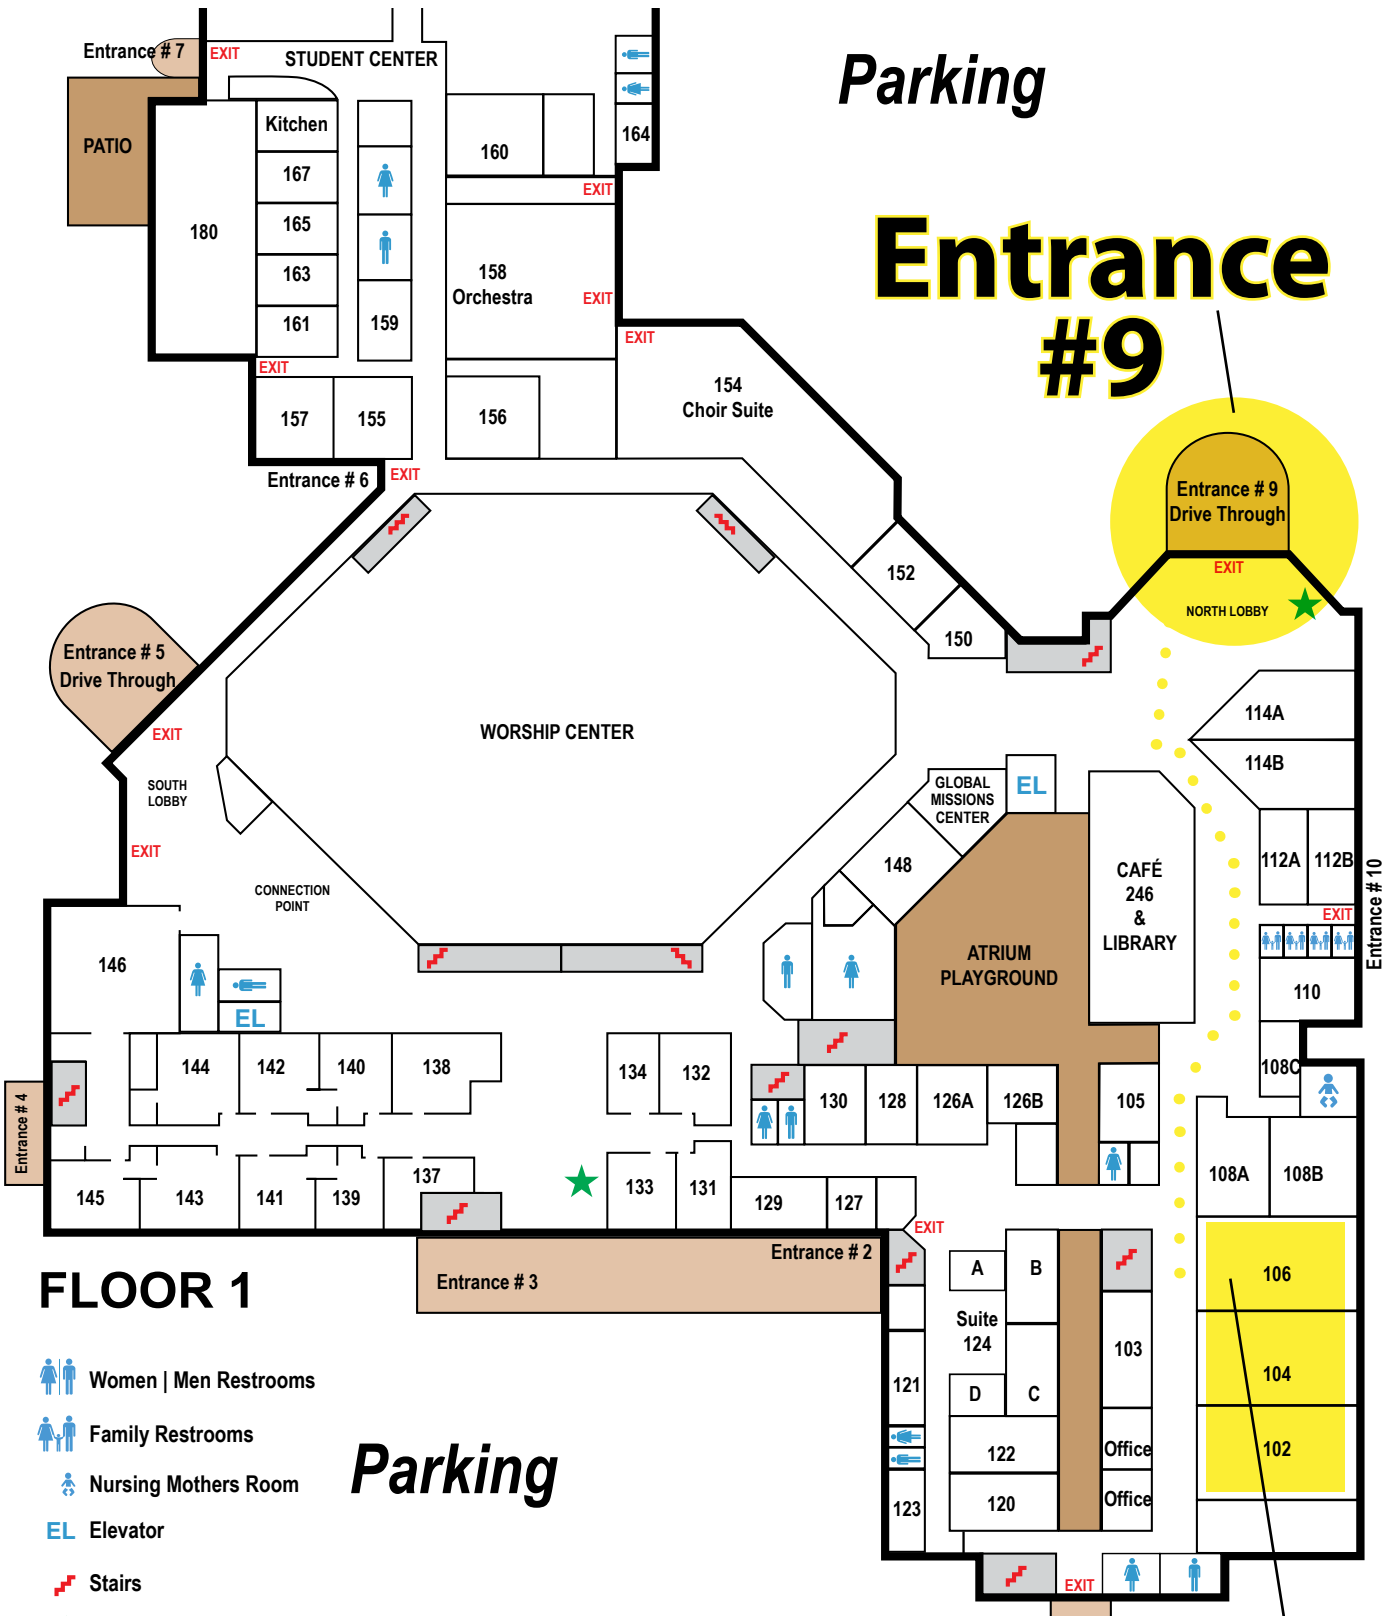 Entrance # 7
EXIT
STUDENT CENTER
Parking
PATIO
Kitchen
167
165
163
161
180
159
160
164
EXIT
158
Orchestra
EXIT
EXIT
EXIT
157
155
156
154
Choir Suite
Entrance
#9
Entrance # 6
EXIT
Entrance # 9
Drive Through
EXIT
NORTH LOBBY
152
150
Entrance # 5
Drive Through
EXIT
SOUTH
LOBBY
EXIT
WORSHIP CENTER
114A
114B
GLOBAL
MISSIONS
CENTER
EL
148
CAFÉ
246
&
LIBRARY
112A
112B
EXIT
Entrance # 10
CONNECTION
POINT
ATRIUM
PLAYGROUND
110
108C
146
EL
144
142
140
138
134
132
130
128
126A
126B
105
108A
108B
Entrance # 4
145
143
141
139
137
133
131
129
127
EXIT
Entrance # 2
Entrance # 3
A
B
Suite
124
D
C
122
120
121
123
103
Office
Office
106
104
102
EXIT
FLOOR 1
Women | Men Restrooms
Family Restrooms
Nursing Mothers Room
EL Elevator
Stairs
Parking